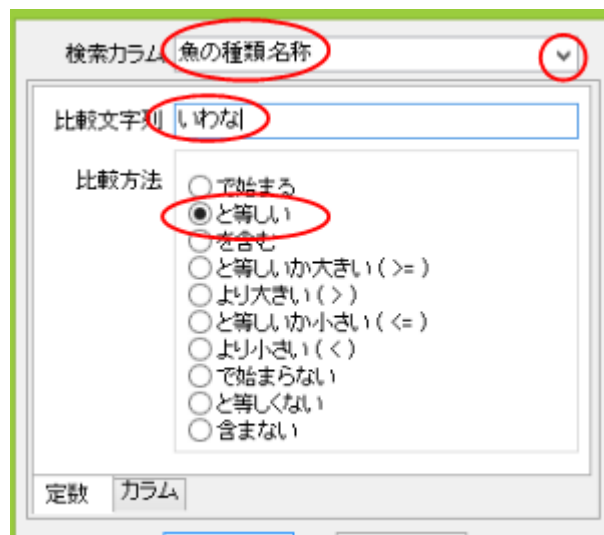 検索カラム 魚の種類名称
比較文字列 いわな
比較方法
で始まる
と等しい
を含む
と等しいか大きい(>=)
より大きい(>)
と等しいか小さい(<=)
より小さい(<)
で始まらない
と等しくない
含まない
定数 カラム